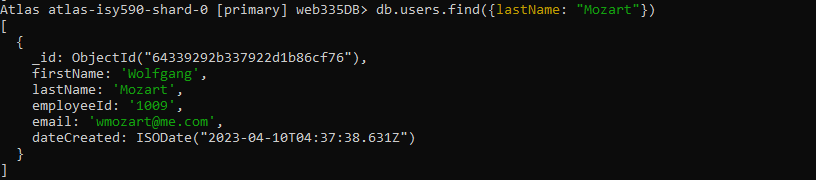 Atlas atlas-isy590-shard-0 [primary] web335DB> db.users.find({lastName: "Mozart"})
[
  {
    _id: ObjectId("64339292b337922d1b86cf76"),
    firstName: 'Wolfgang',
    lastName: 'Mozart',
    employeeId: '1009',
    email: 'wmozart@me.com',
    dateCreated: ISODate("2023-04-10T04:37:38.631Z")
  }
]